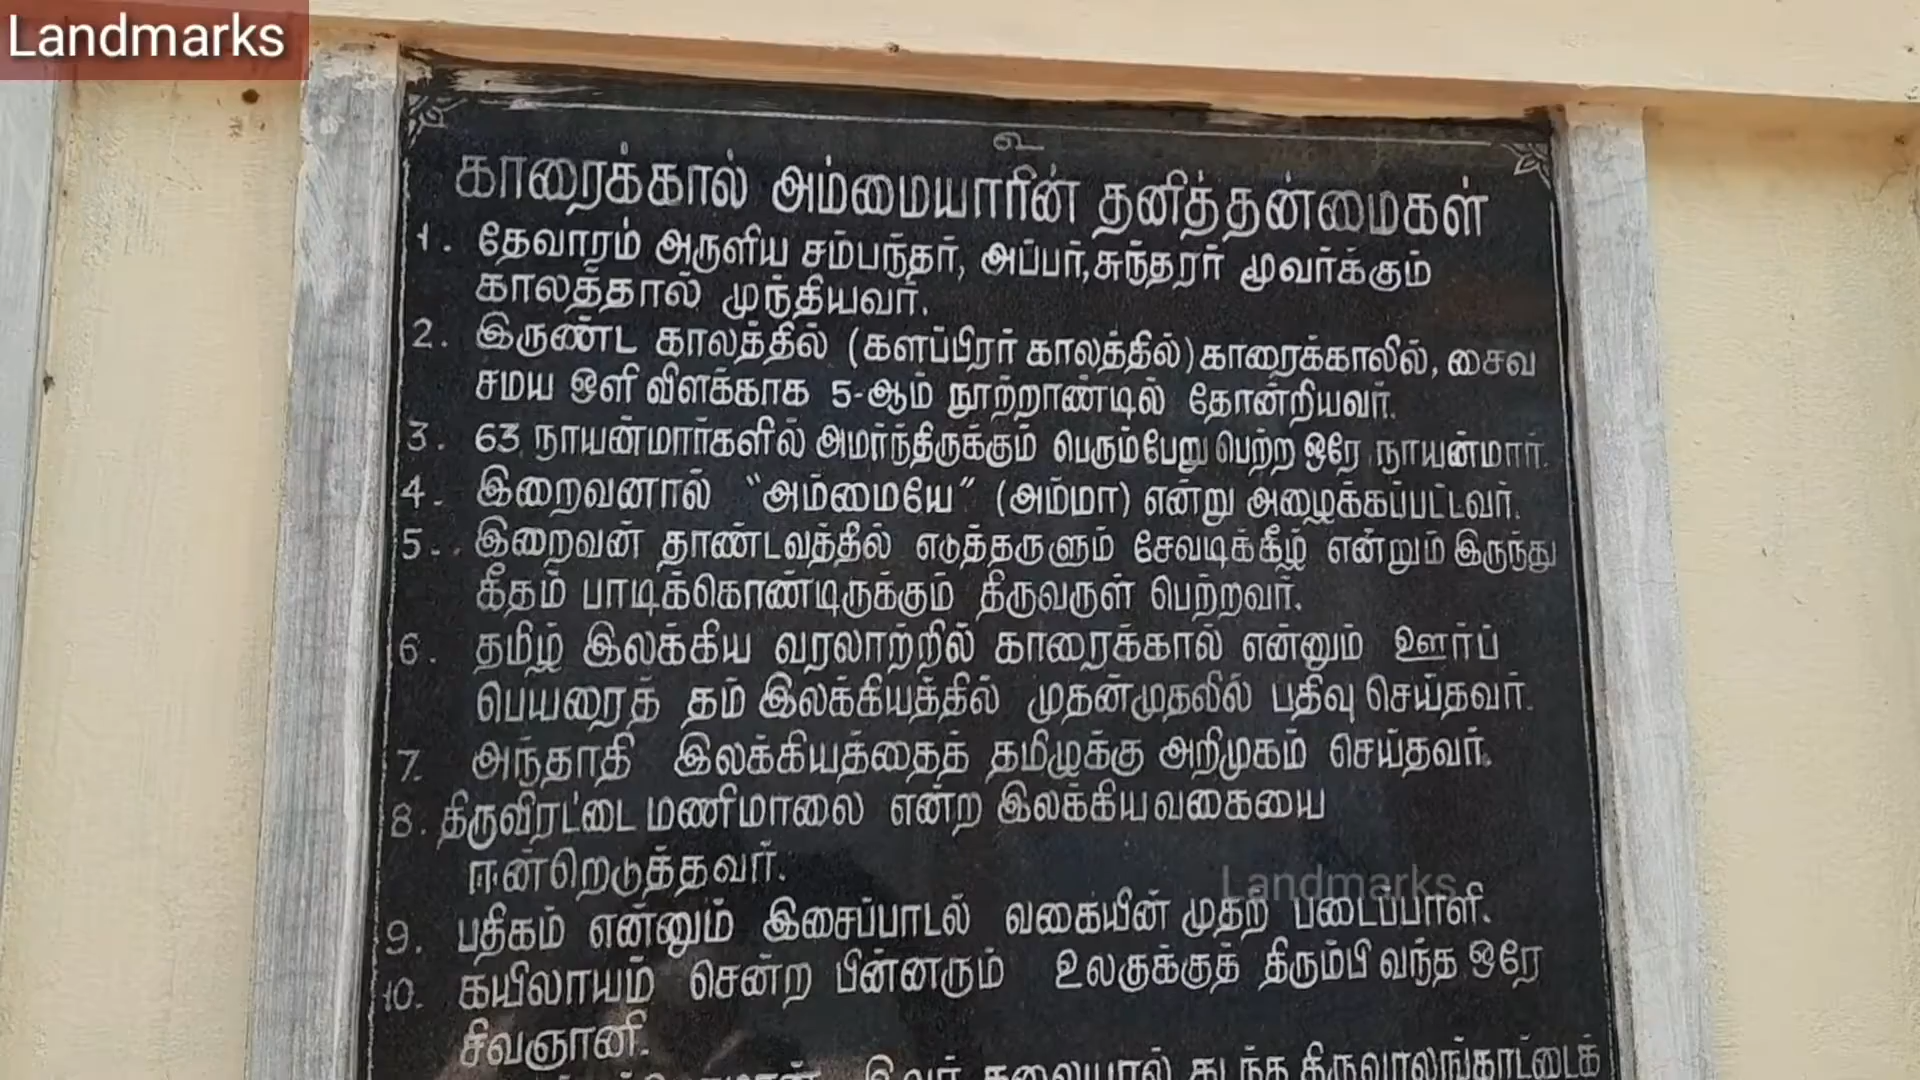 Landmarks
உ
காரைக்கால் அம்மையாரின் தனித்தன்மைகள்
1. தேவாரம் அருளிய சம்பந்தர், அப்பர்,சுந்தரர் மூவர்க்கும்
காலத்தால் முந்தியவர்.
2. இருண்ட காலத்தில் (களப்பிரர் காலத்தில்) காரைக்காலில், சைவ
சமய ஒளி விளக்காக 5-ஆம் நூற்றாண்டில் தோன்றியவர்.
3. 63 நாயன்மார்களில் அமர்ந்திருக்கும் பெரும்பேறு பெற்ற ஒரே நாயன்மார்.
4. இறைவனால் "அம்மையே" (அம்மா) என்று அழைக்கப்பட்டவர்.
5.. இறைவன் தாண்டவத்தில் எடுத்தருளும் சேவடிக்கீழ் என்றும் இருந்து
கீதம் பாடிக்கொண்டிருக்கும் திருவருள் பெற்றவர்.
6. தமிழ் இலக்கிய வரலாற்றில் காரைக்கால் என்னும் ஊர்ப்
பெயரைத் தம் இலக்கியத்தில் முதன்முதலில் பதிவு செய்தவர்.
7. அந்தாதி இலக்கியத்தைத் தமிழுக்கு அறிமுகம் செய்தவர்.
8. திருவிரட்டை மணிமாலை என்ற இலக்கிய வகையை
ஈன்றெடுத்தவர்.
Landmarks
9. பதிகம் என்னும் இசைப்பாடல் வகையின் முதற் படைப்பாளி.
10. கயிலாயம் சென்ற பின்னரும் உலகுக்குத் திரும்பி வந்த ஒரே
சிவஞானி.
இவர் தலையால் நடந்த திருவாலங்காட்டைக்